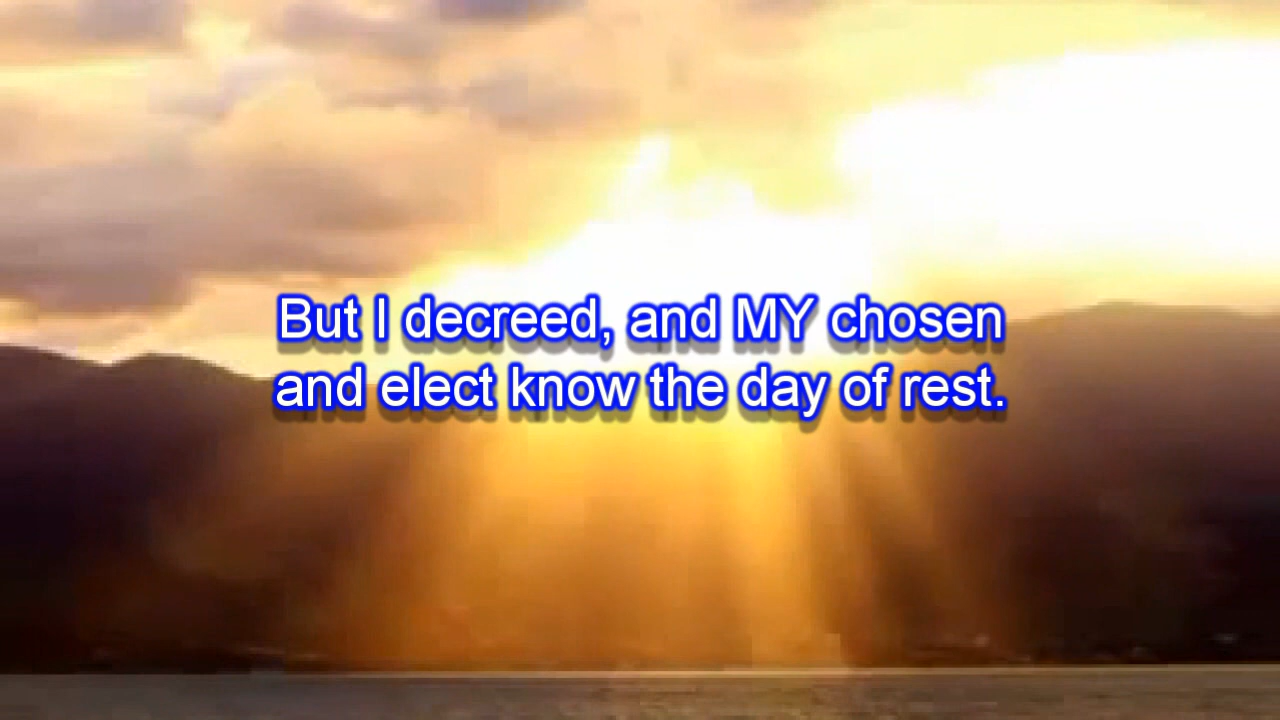 But I decreed, and MY chosen
and elect know the day of rest.